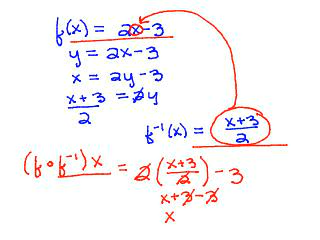 f(x) = 2x-3
y = 2x-3
x = 2y-3
x+3/2 = 2y
f⁻¹(x) = x+3/2
(f∘f⁻¹)x = 2(x+3/2)-3
x+3-3
x